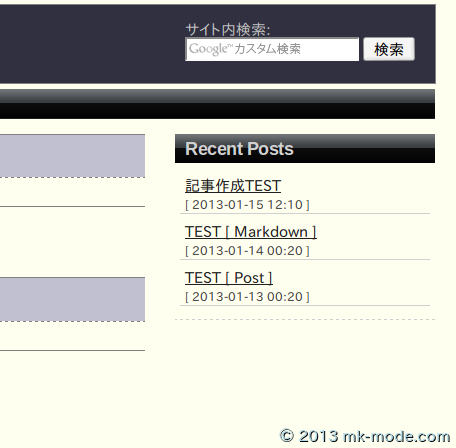 サイト内検索:
Google™ カスタム検索
検索
Recent Posts
記事作成TEST
[ 2013-01-15 12:10 ]
TEST [ Markdown ]
[ 2013-01-14 00:20 ]
TEST [ Post ]
[ 2013-01-13 00:20 ]
© 2013 mk-mode.com